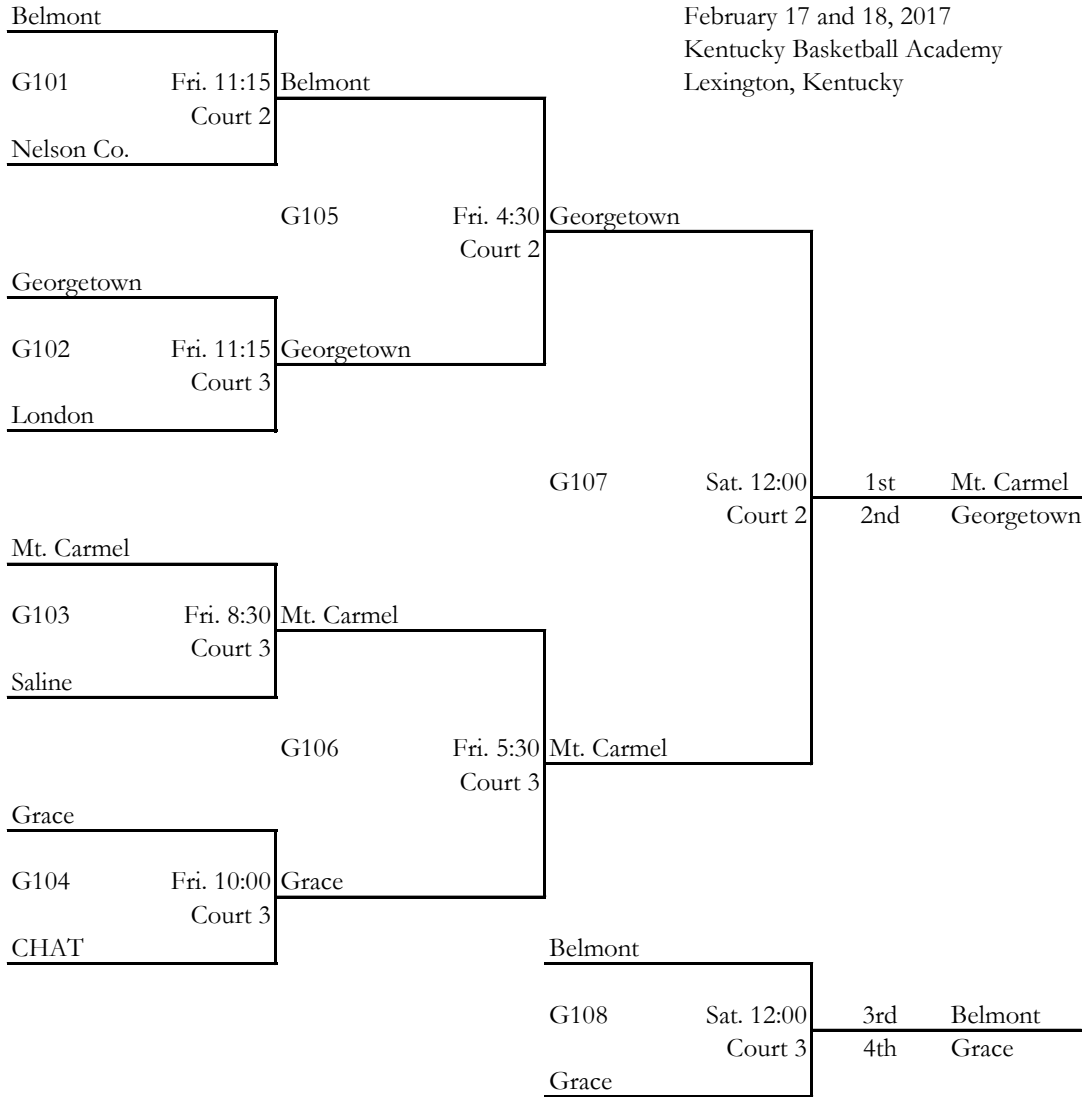 Belmont
February 17 and 18, 2017
Kentucky Basketball Academy
G101 Fri. 11:15 Belmont
Lexington, Kentucky
Court 2
Nelson Co.
G105 Fri. 4:30 Georgetown
Court 2
Georgetown
G102 Fri. 11:15 Georgetown
Court 3
London
G107 Sat. 12:00 1st Mt. Carmel
Court 2 2nd Georgetown
Mt. Carmel
G103 Fri. 8:30 Mt. Carmel
Court 3
Saline
G106 Fri. 5:30 Mt. Carmel
Court 3
Grace
G104 Fri. 10:00 Grace
Court 3
CHAT Belmont
G108 Sat. 12:00 3rd Belmont
Court 3 4th Grace
Grace